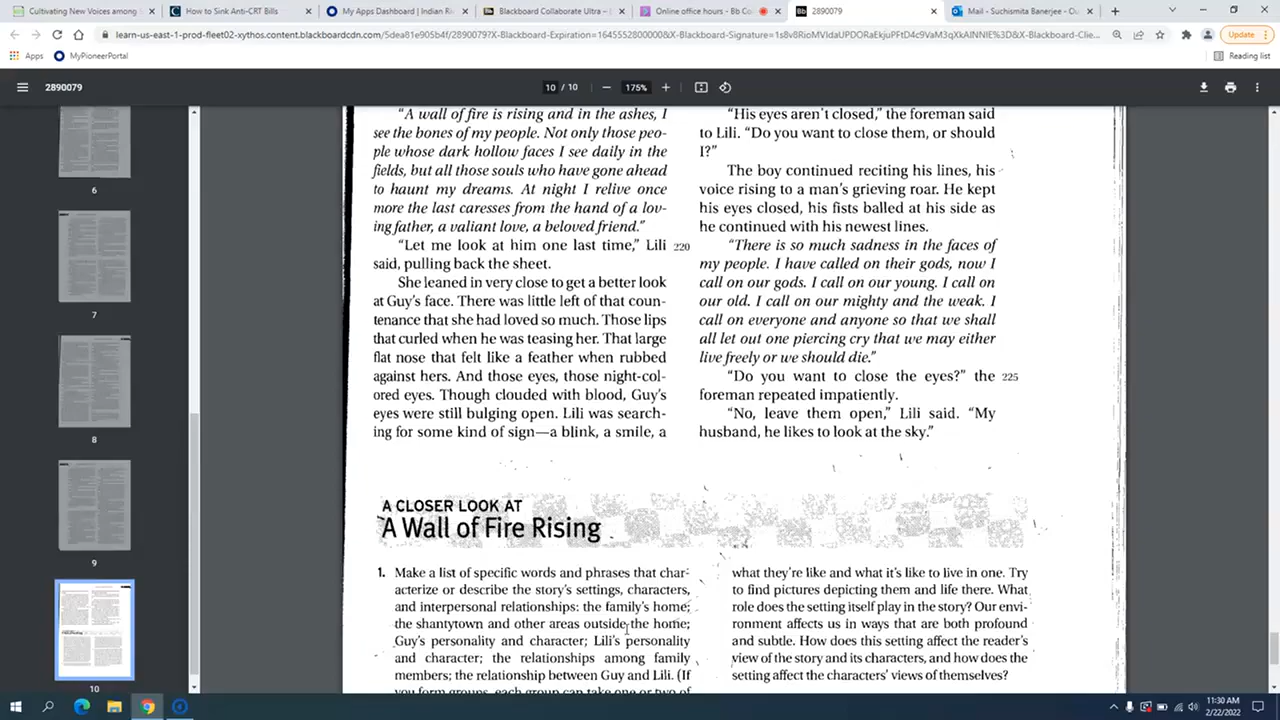 Cultivating New Voices among
How to Sink Anti-CRT Bills
My Apps Dashboard | Indian Ri
Blackboard Collaborate Ultra –
Online office hours – Bb Co
2890079
Mail - Suchismita Banerjee - Ou
Update
Apps
MyPioneerPortal
Reading list
2890079
10 / 10
175%
6
7
8
9
10
"A wall of fire is rising and in the ashes, I
see the bones of my people. Not only those peo-
ple whose dark hollow faces I see daily in the
fields, but all those souls who have gone ahead
to haunt my dreams. At night I relive once
more the last caresses from the hand of a lov-
ing father, a valiant love, a beloved friend."
"Let me look at him one last time," Lili 220
said, pulling back the sheet.
She leaned in very close to get a better look
at Guy's face. There was little left of that coun-
tenance that she had loved so much. Those lips
that curled when he was teasing her. That large
flat nose that felt like a feather when rubbed
against hers. And those eyes, those night-col-
ored eyes. Though clouded with blood, Guy's
eyes were still bulging open. Lili was search-
ing for some kind of sign—a blink, a smile, a
"His eyes aren't closed," the foreman said
to Lili. "Do you want to close them, or should
I?"
The boy continued reciting his lines, his
voice rising to a man's grieving roar. He kept
his eyes closed, his fists balled at his side as
he continued with his newest lines.
"There is so much sadness in the faces of
my people. I have called on their gods, now I
call on our gods. I call on our young. I call on
our old. I call on our mighty and the weak. I
call on everyone and anyone so that we shall
all let out one piercing cry that we may either
live freely or we should die."
"Do you want to close the eyes?" the 225
foreman repeated impatiently.
"No, leave them open," Lili said. "My
husband, he likes to look at the sky."
A CLOSER LOOK AT
A Wall of Fire Rising
1. Make a list of specific words and phrases that char-
acterize or describe the story's settings, characters,
and interpersonal relationships: the family's home;
the shantytown and other areas outside the home;
Guy's personality and character; Lili's personality
and character; the relationships among family
members; the relationship between Guy and Lili. (If
you form groups, each group can take one or two of
what they're like and what it's like to live in one. Try
to find pictures depicting them and life there. What
role does the setting itself play in the story? Our envi-
ronment affects us in ways that are both profound
and subtle. How does this setting affect the reader's
view of the story and its characters, and how does the
setting affect the characters' views of themselves?
11:30 AM
2/22/2022